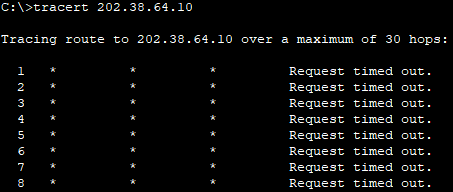 C:\>tracert 202.38.64.10
Tracing route to 202.38.64.10 over a maximum of 30 hops:
1 * * * Request timed out.
2 * * * Request timed out.
3 * * * Request timed out.
4 * * * Request timed out.
5 * * * Request timed out.
6 * * * Request timed out.
7 * * * Request timed out.
8 * * * Request timed out.